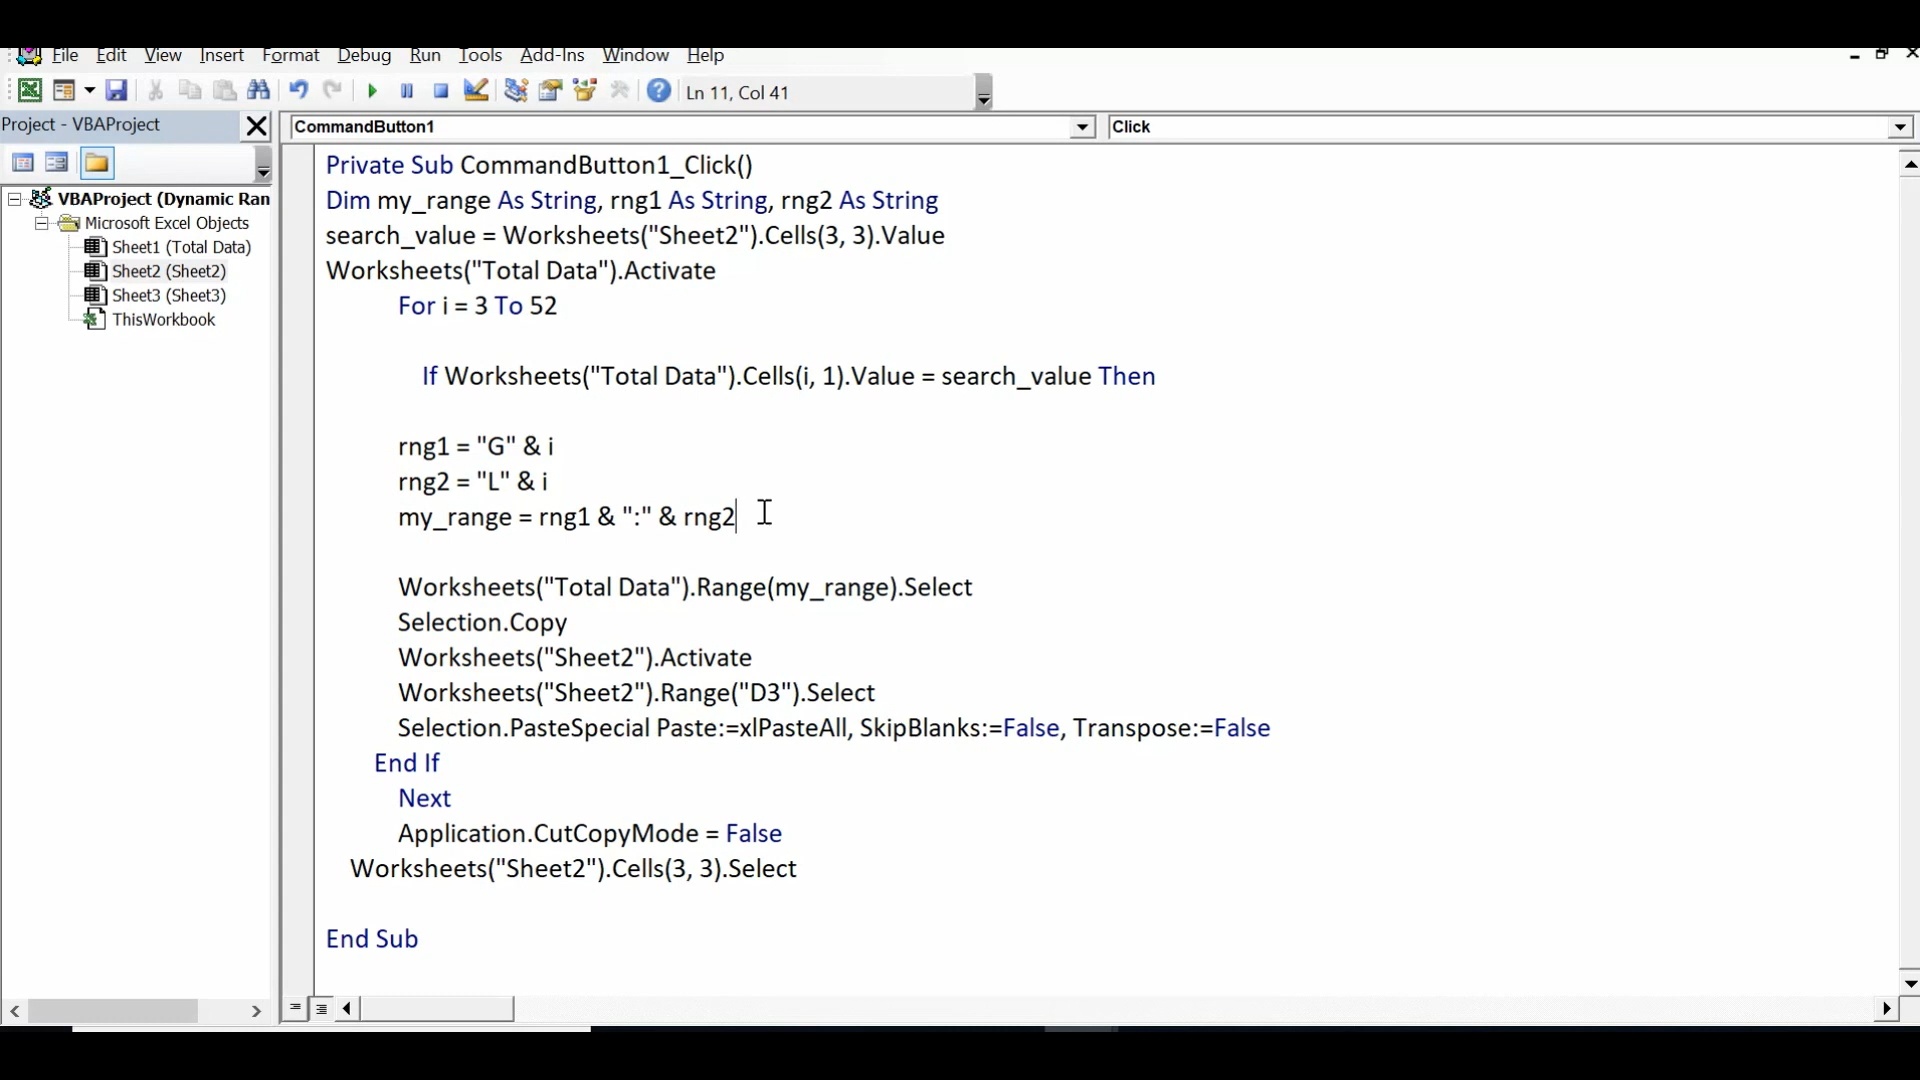 File Edit View Insert Format Debug Run Tools Add-Ins Window Help
Ln 11, Col 41
Project - VBAProject
VBAProject (Dynamic Ran
Microsoft Excel Objects
Sheet1 (Total Data)
Sheet2 (Sheet2)
Sheet3 (Sheet3)
ThisWorkbook
CommandButton1 Click
Private Sub CommandButton1_Click()
Dim my_range As String, rng1 As String, rng2 As String
search_value = Worksheets("Sheet2").Cells(3, 3).Value
Worksheets("Total Data").Activate
For i = 3 To 52
If Worksheets("Total Data").Cells(i, 1).Value = search_value Then
rng1 = "G" & i
rng2 = "L" & i
my_range = rng1 & ":" & rng2
Worksheets("Total Data").Range(my_range).Select
Selection.Copy
Worksheets("Sheet2").Activate
Worksheets("Sheet2").Range("D3").Select
Selection.PasteSpecial Paste:=xlPasteAll, SkipBlanks:=False, Transpose:=False
End If
Next
Application.CutCopyMode = False
Worksheets("Sheet2").Cells(3, 3).Select
End Sub